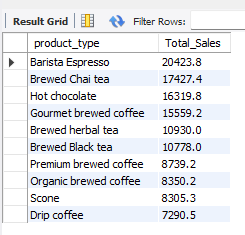 Result Grid Filter Rows:
product_type Total_Sales
Barista Espresso 20423.8
Brewed Chai tea 17427.4
Hot chocolate 16319.8
Gourmet brewed coffee 15559.2
Brewed herbal tea 10930.0
Brewed Black tea 10778.0
Premium brewed coffee 8739.2
Organic brewed coffee 8350.2
Scone 8305.3
Drip coffee 7290.5